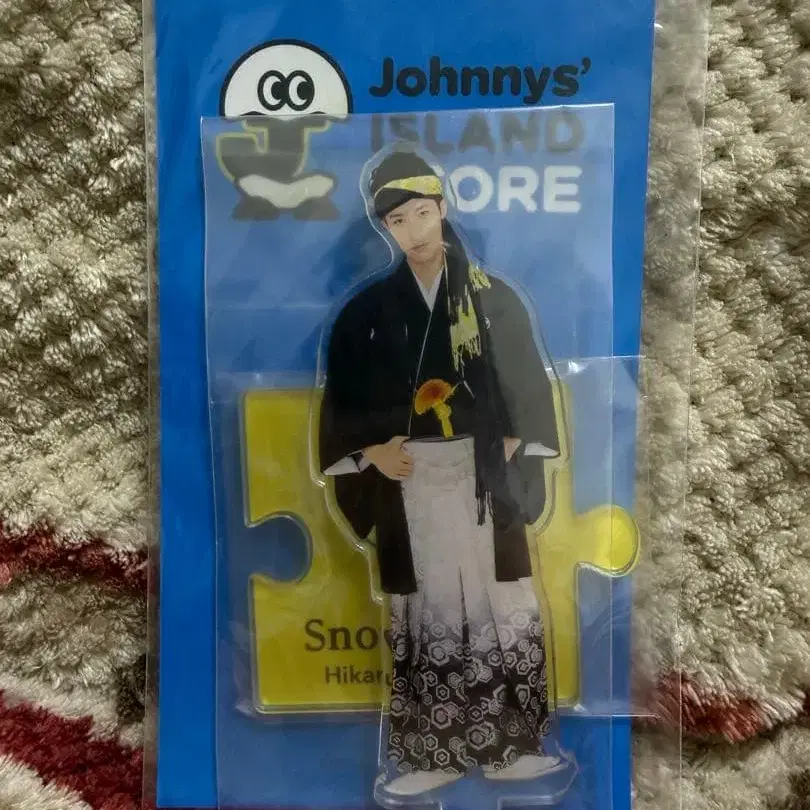 Johnnys'
ISLAND
STORE
Snow
Hikaru